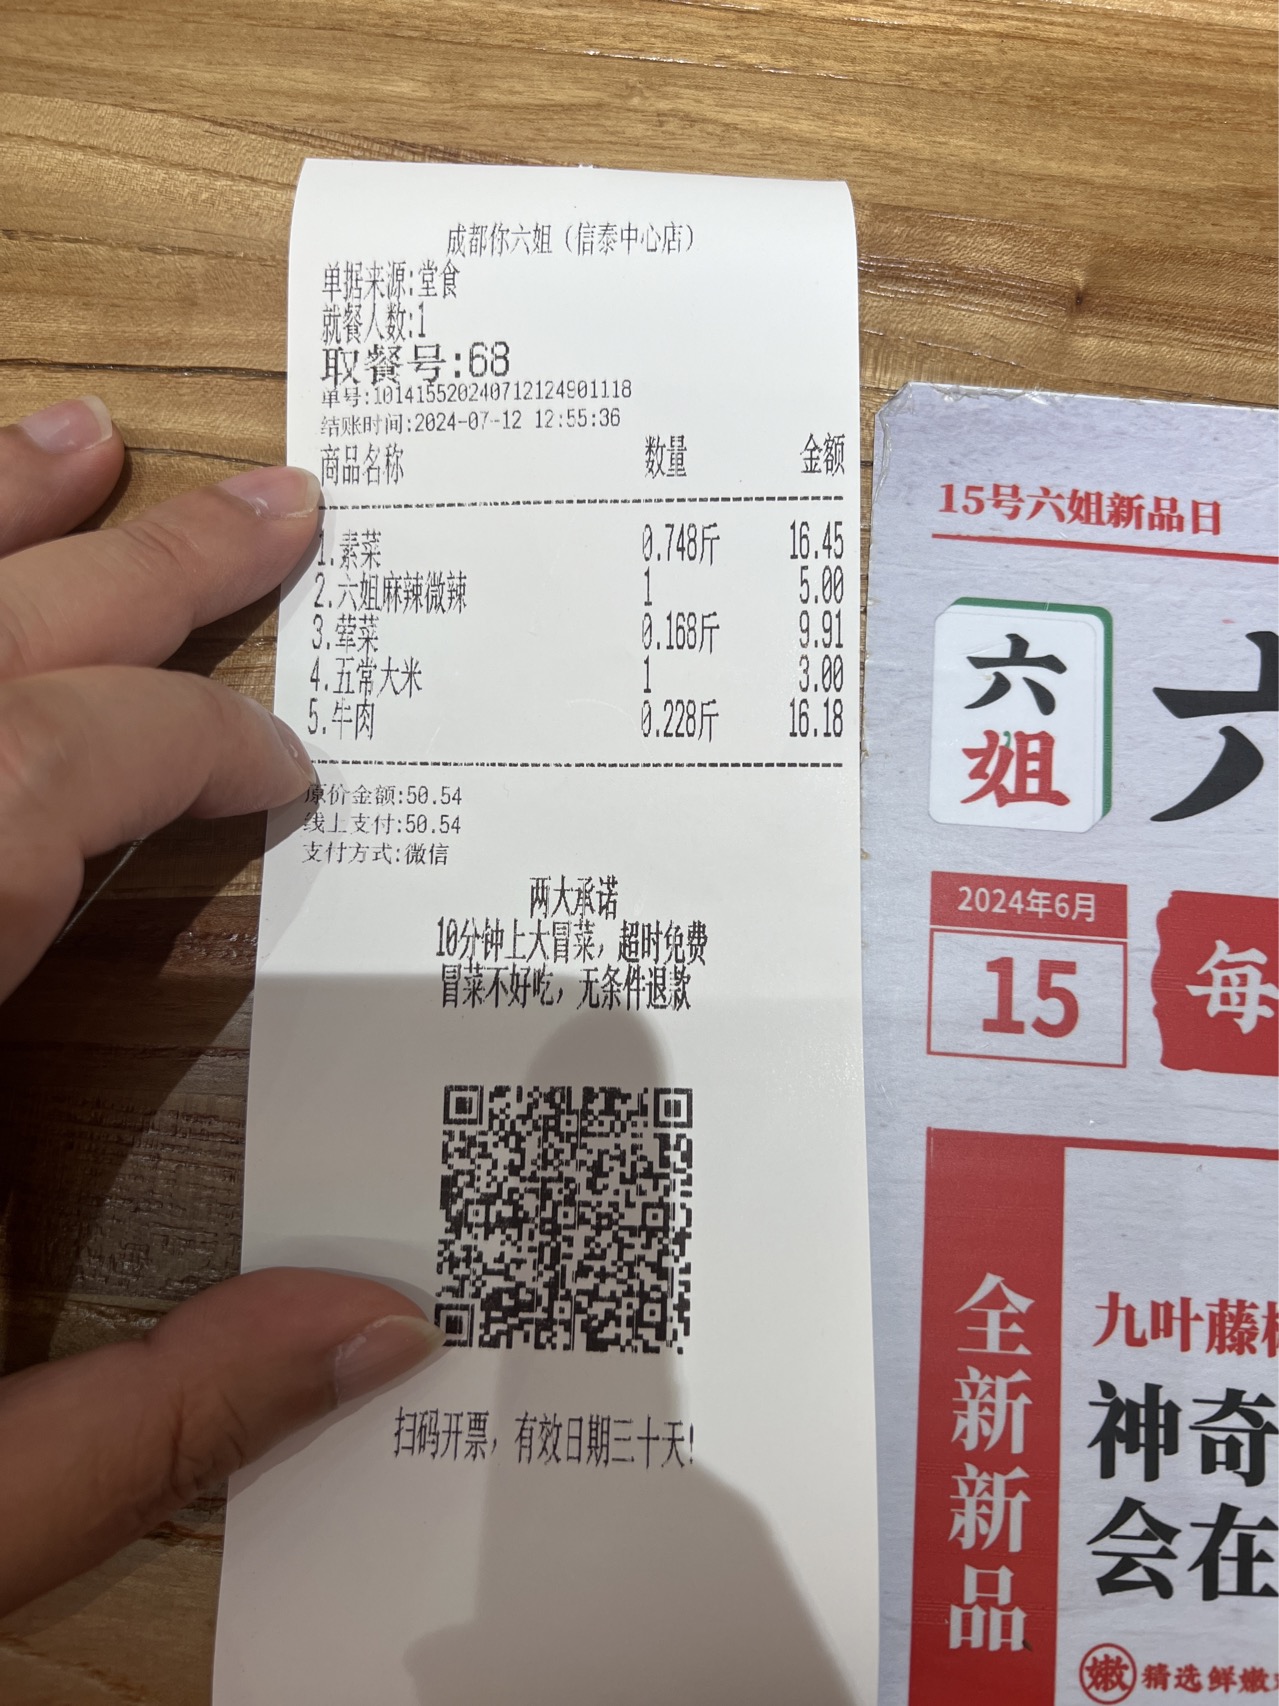 成都你六姐（信泰中心店）
单据来源:堂食
就餐人数:1
取餐号:68
单号:101415520240712124901118
结账时间:2024-07-12 12:55:36
商品名称 数量 金额
1.素菜 0.748斤 16.45
2.六姐麻辣微辣 1 5.00
3.荤菜 0.168斤 9.91
4.五常大米 1 3.00
5.牛肉 0.228斤 16.18
原价金额:50.54
线上支付:50.54
支付方式:微信
两大承诺
10分钟上大冒菜，超时免费
冒菜不好吃，无条件退款
扫码开票，有效日期三十天!
15号六姐新品日
六姐
六
2024年6月
15
每
全新新品
九叶藤
神奇
会在
嫩 精选鲜嫩